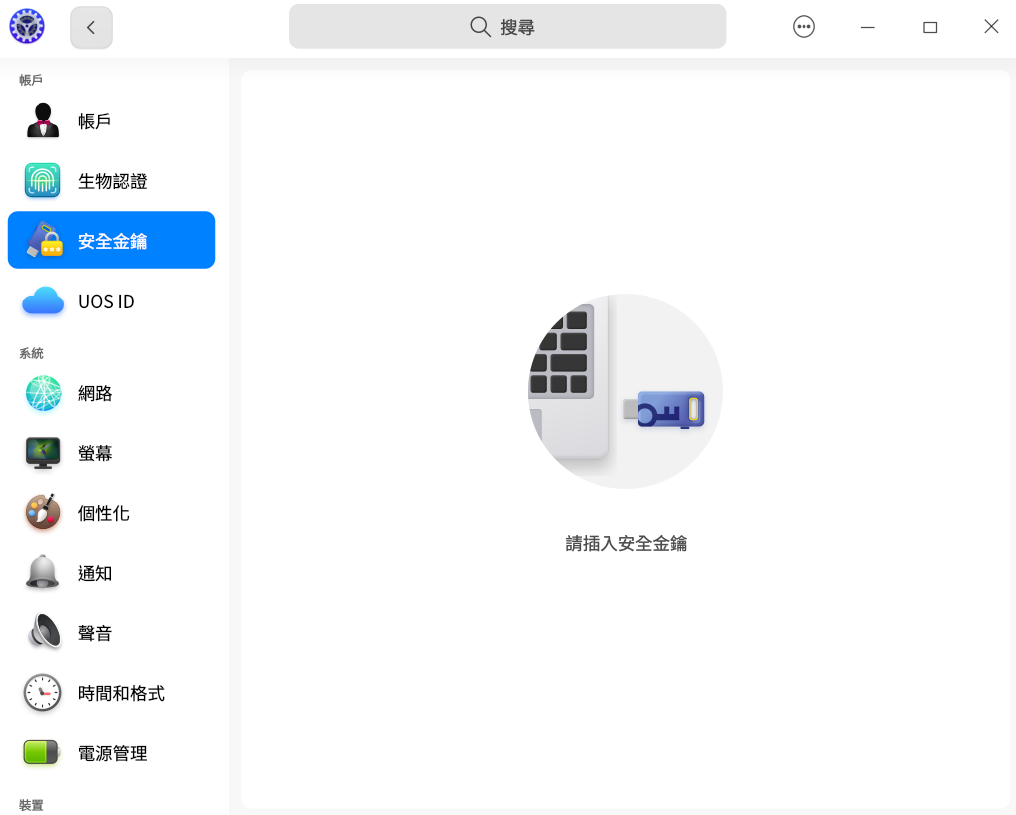 搜尋
帳戶
帳戶
生物認證
安全金鑰
UOS ID
系統
網路
螢幕
個性化
通知
聲音
時間和格式
電源管理
裝置
請插入安全金鑰